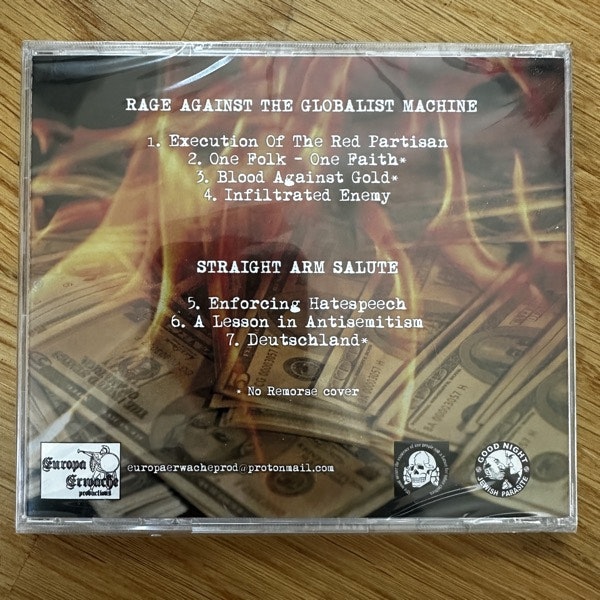 RAGE AGAINST THE GLOBALIST MACHINE
1. Execution Of The Red Partisan
2. One Folk - One Faith*
3. Blood Against Gold*
4. Infiltrated Enemy
STRAIGHT ARM SALUTE
5. Enforcing Hatespeech
6. A Lesson in Antisemitism
7. Deutschland*
* No Remorse cover
Europa
Erwache
productions
europaerwacheprod@protonmail.com
GOOD NIGHT
JEWISH PARASITE